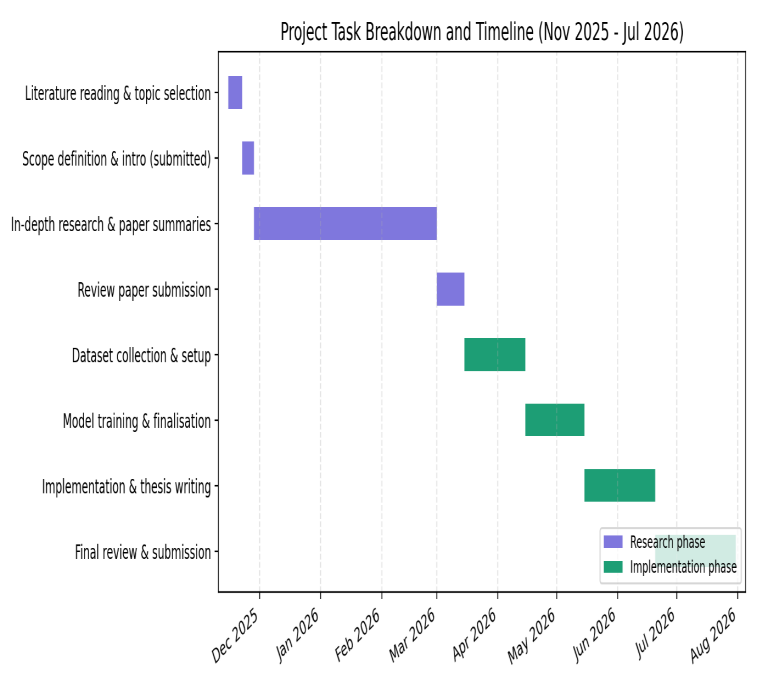 Project Task Breakdown and Timeline (Nov 2025 - Jul 2026)
Literature reading & topic selection
Scope definition & intro (submitted)
In-depth research & paper summaries
Review paper submission
Dataset collection & setup
Model training & finalisation
Implementation & thesis writing
Final review & submission
Research phase
Implementation phase
Dec 2025
Jan 2026
Feb 2026
Mar 2026
Apr 2026
May 2026
Jun 2026
Jul 2026
Aug 2026